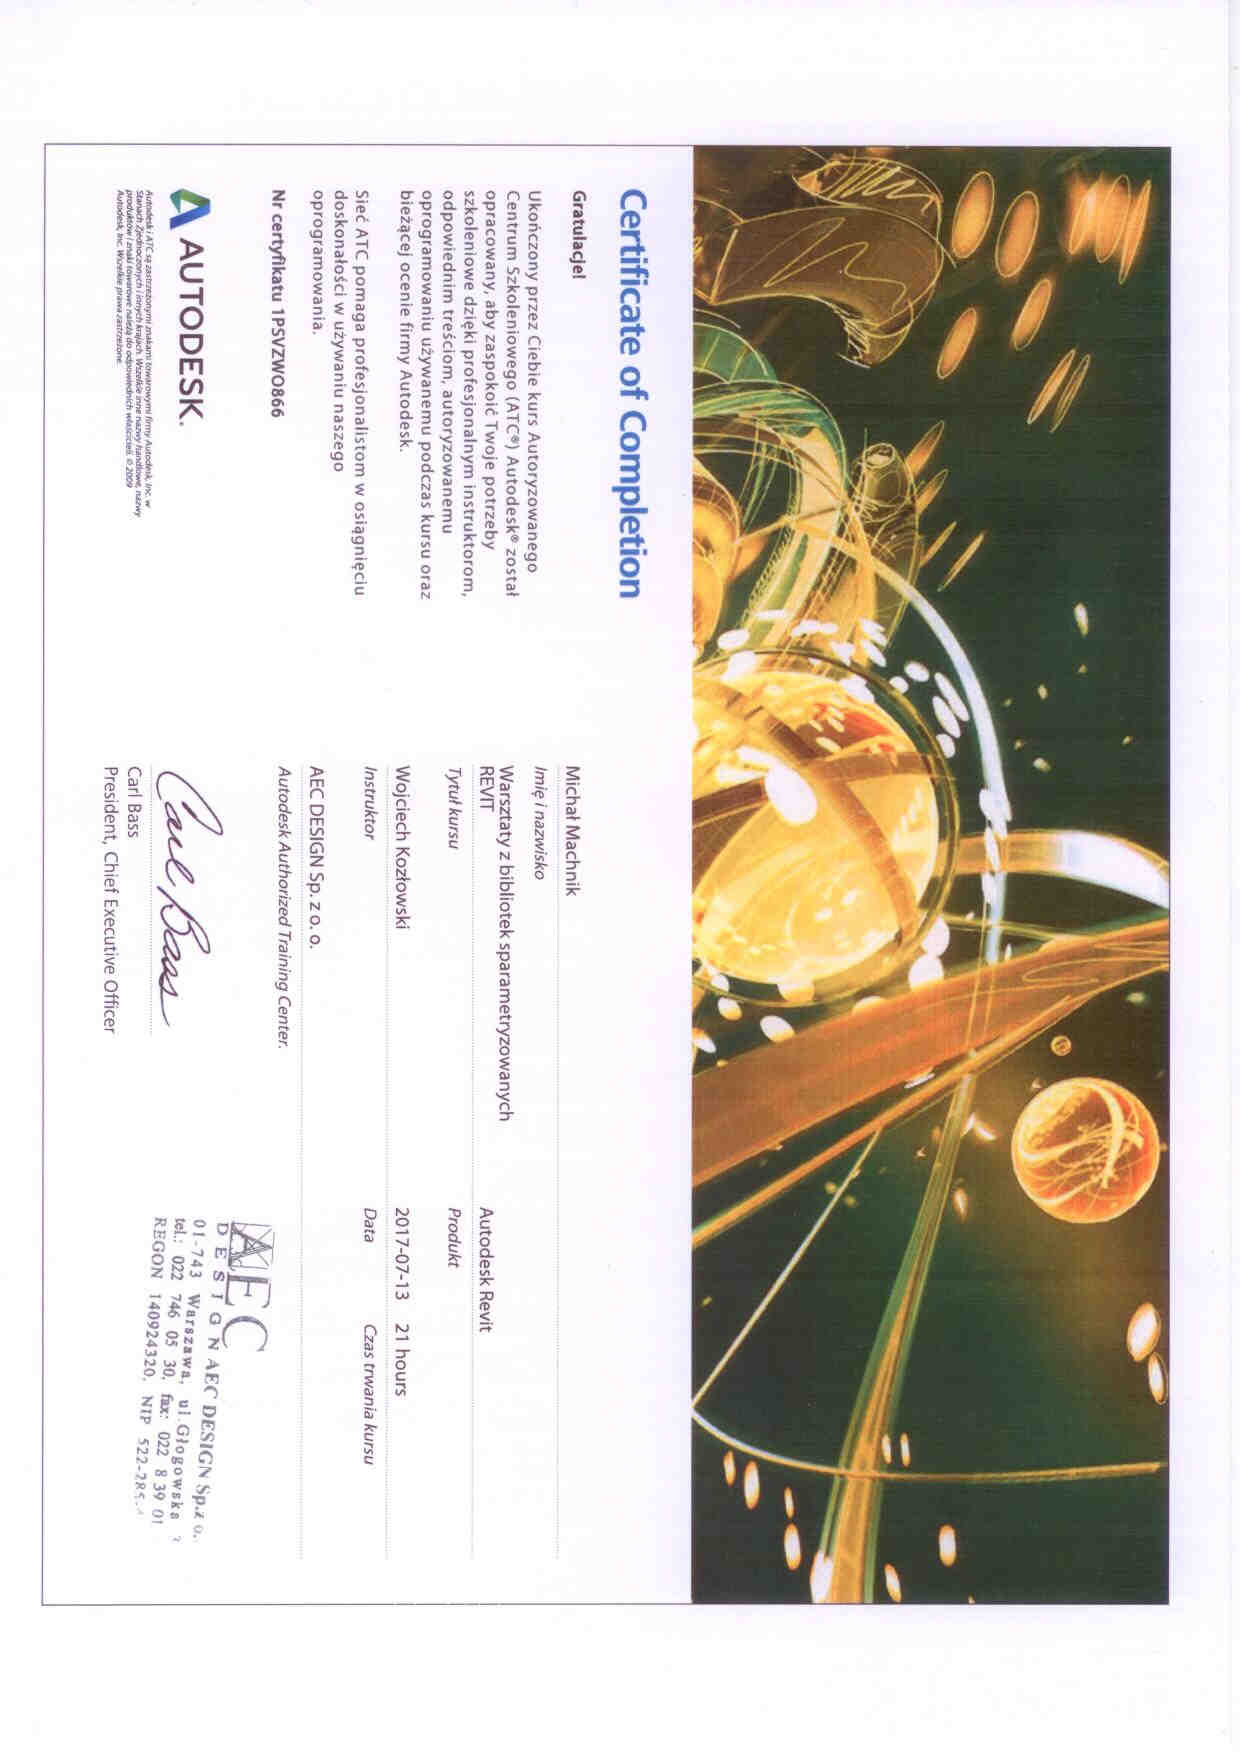 Certificate of Completion
Gratulacje!
Ukończony przez Ciebie kurs Autoryzowanego
Centrum Szkoleniowego (ATC®) Autodesk® został
opracowany, aby zaspokoić Twoje potrzeby
szkoleniowe dzięki profesjonalnym instruktorom,
odpowiednim treściom, autoryzowanemu
oprogramowaniu używanemu podczas kursu oraz
bieżącej ocenie firmy Autodesk.
Sieć ATC pomaga profesjonalistom w osiągnięciu
doskonałości w używaniu naszego
oprogramowania.
Nr certyfikatu 1PSVZWO866
AUTODESK.
Autodesk i ATC są zastrzeżonymi znakami towarowymi firmy Autodesk, Inc. w
Stanach Zjednoczonych i innych krajach. Wszelkie inne nazwy handlowe, nazwy
produktów i znaki towarowe należą do odpowiednich właścicieli. © 2009
Autodesk, Inc. Wszelkie prawa zastrzeżone.
Michał Machnik
Imię i nazwisko
Warsztaty z bibliotek sparametryzowanych
REVIT
Autodesk Revit
Tytuł kursu
Produkt
Wojciech Kozłowski
2017-07-13 21 hours
Instruktor
Data Czas trwania kursu
AEC DESIGN Sp. z o. o.
Autodesk Authorized Training Center.
Carl Bass
Carl Bass
President, Chief Executive Officer
AEC
DESIGN AEC DESIGN Sp.z o.
01-743 Warszawa, ul.Głogowska
tel.: 022 746 05 30, fax: 022 8 39 01
REGON 140924320, NIP 522-285-